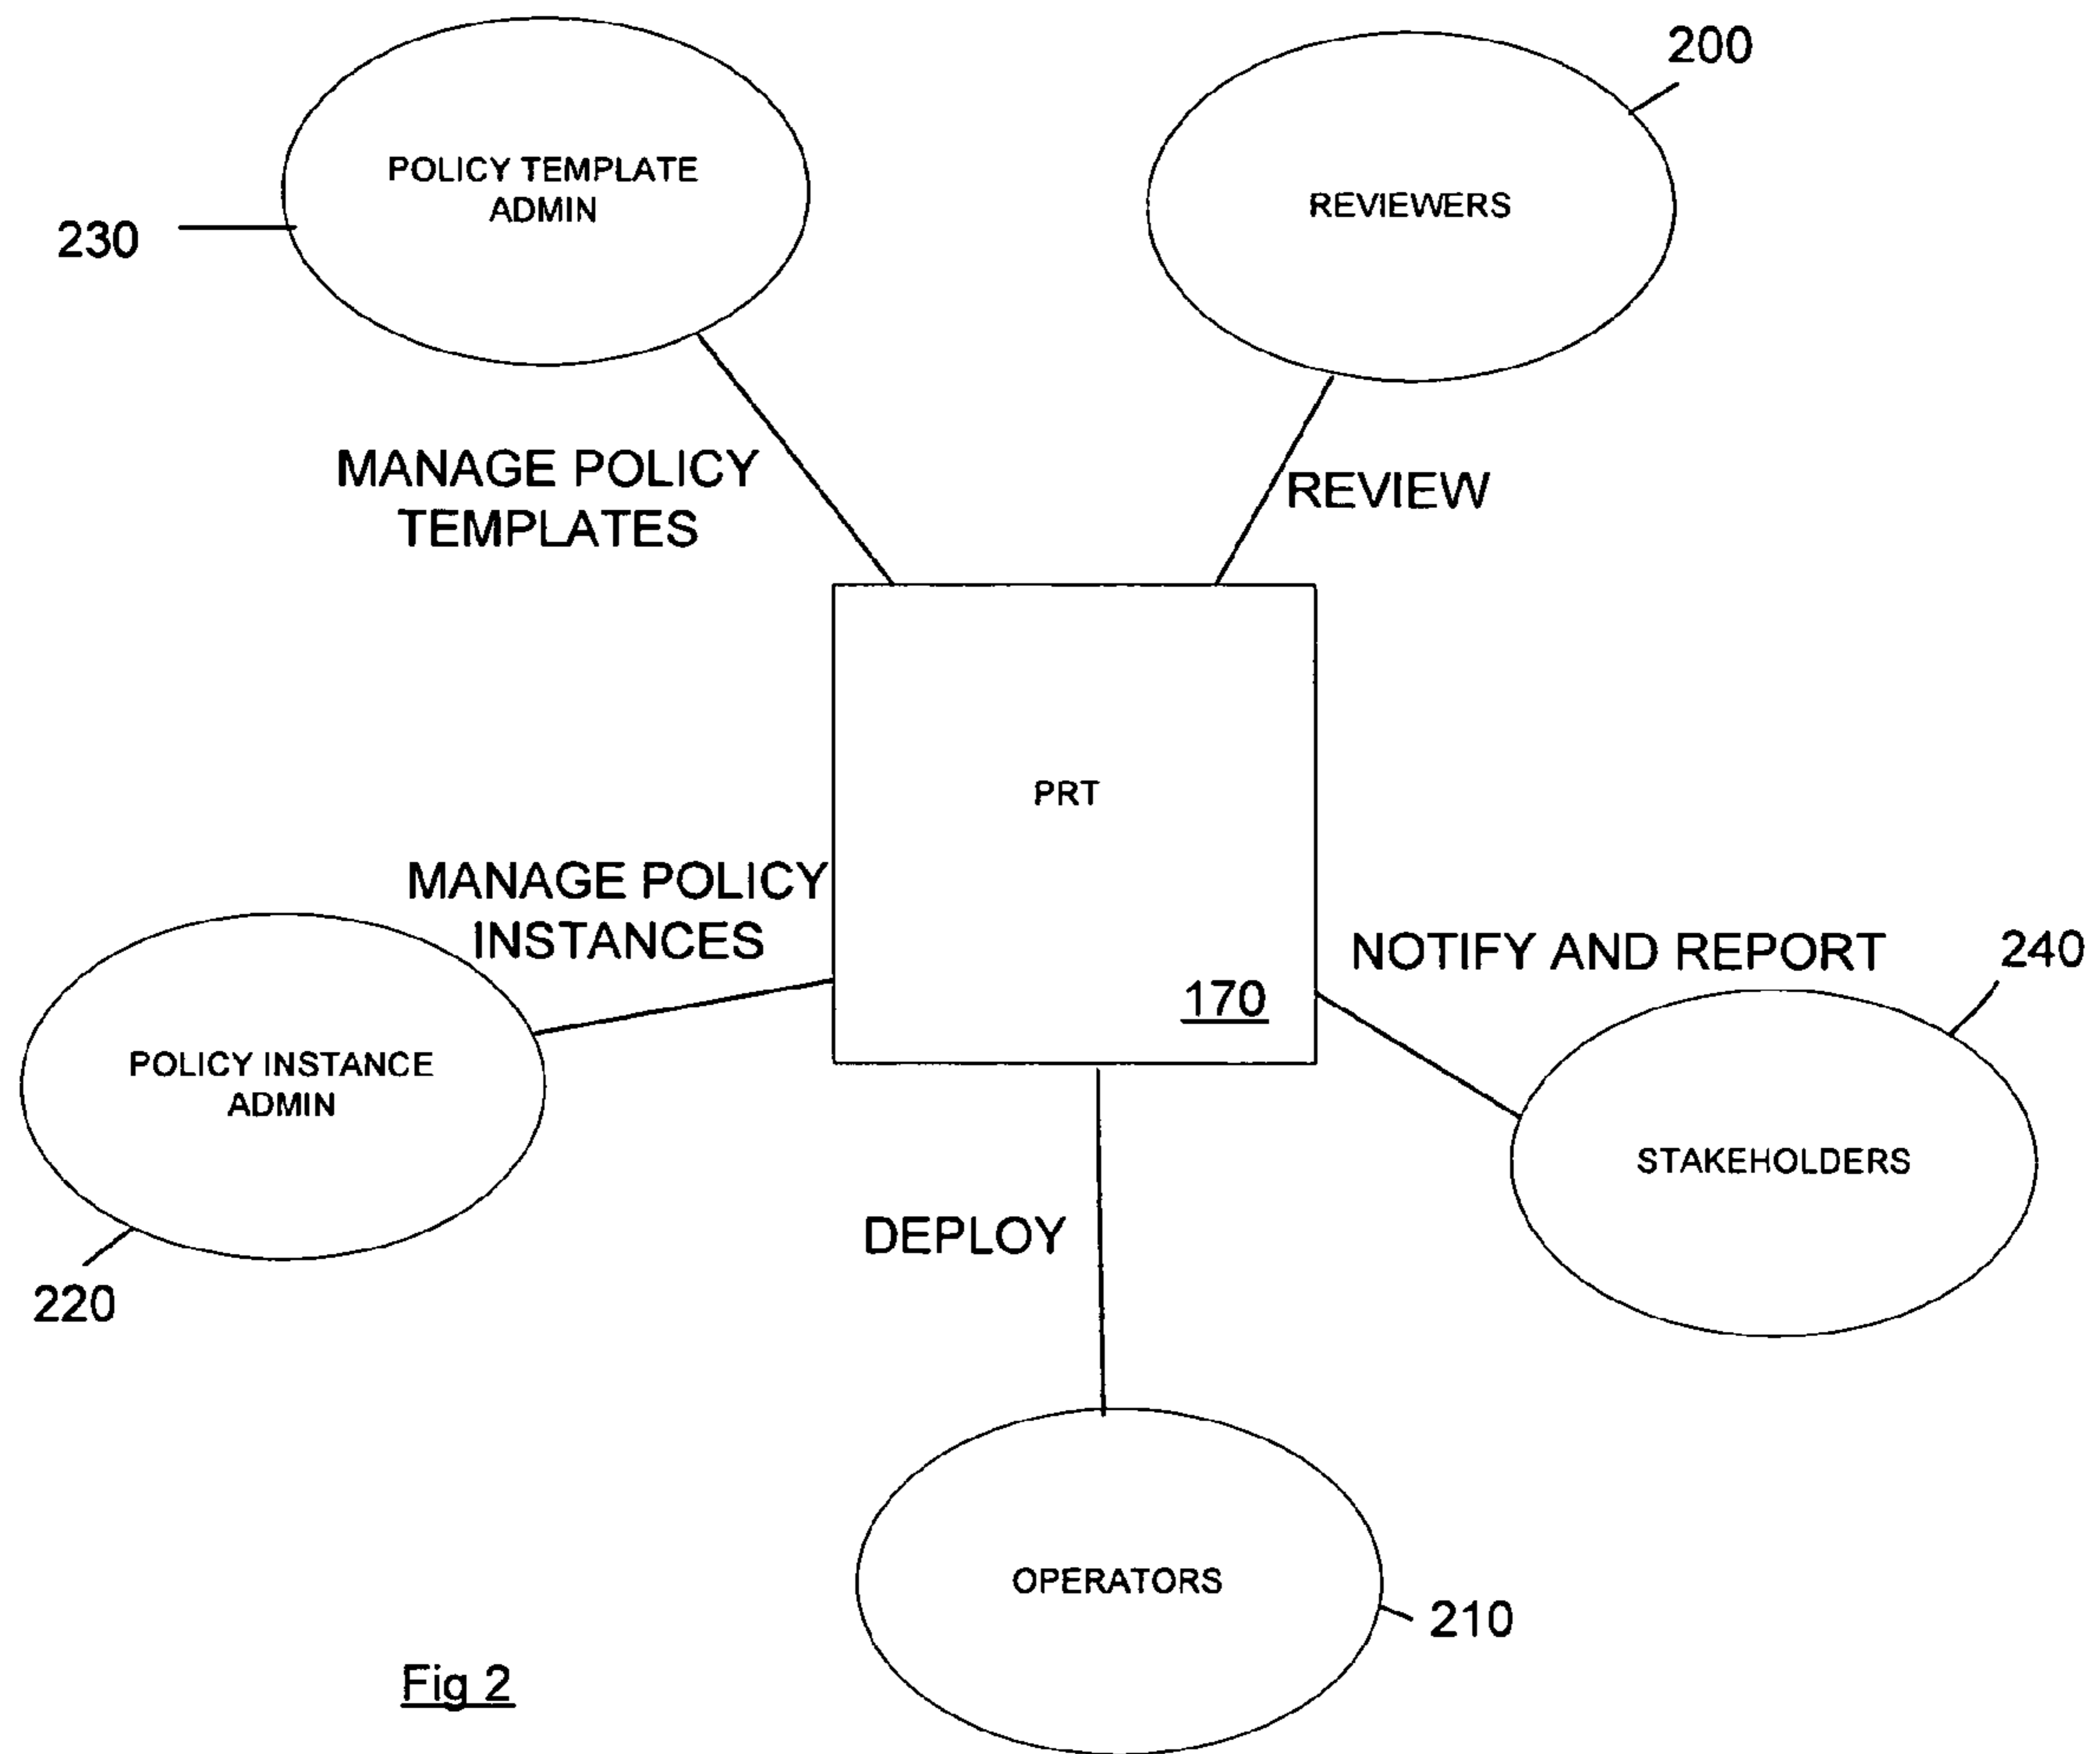 200
POLICY TEMPLATE
ADMIN
REVIEWERS
230
MANAGE POLICY
TEMPLATES
REVIEW
PRT
170
MANAGE POLICY
INSTANCES
NOTIFY AND REPORT
240
POLICY INSTANCE
ADMIN
STAKEHOLDERS
220
DEPLOY
OPERATORS
210
Fig 2